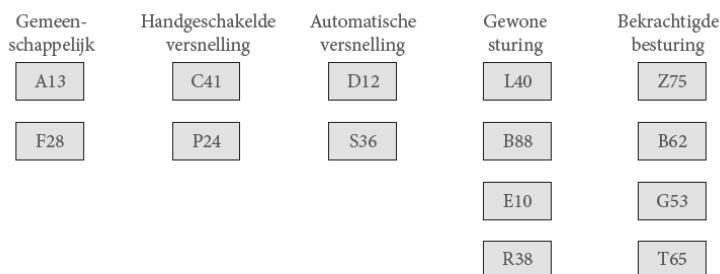 Gemeen- Handgeschakelde Automatische Gewone Bekrachtigde
schappelijk versnelling versnelling sturing besturing
A13 C41 D12 L40 Z75
F28 P24 S36 B88 B62
E10 G53
R38 T65